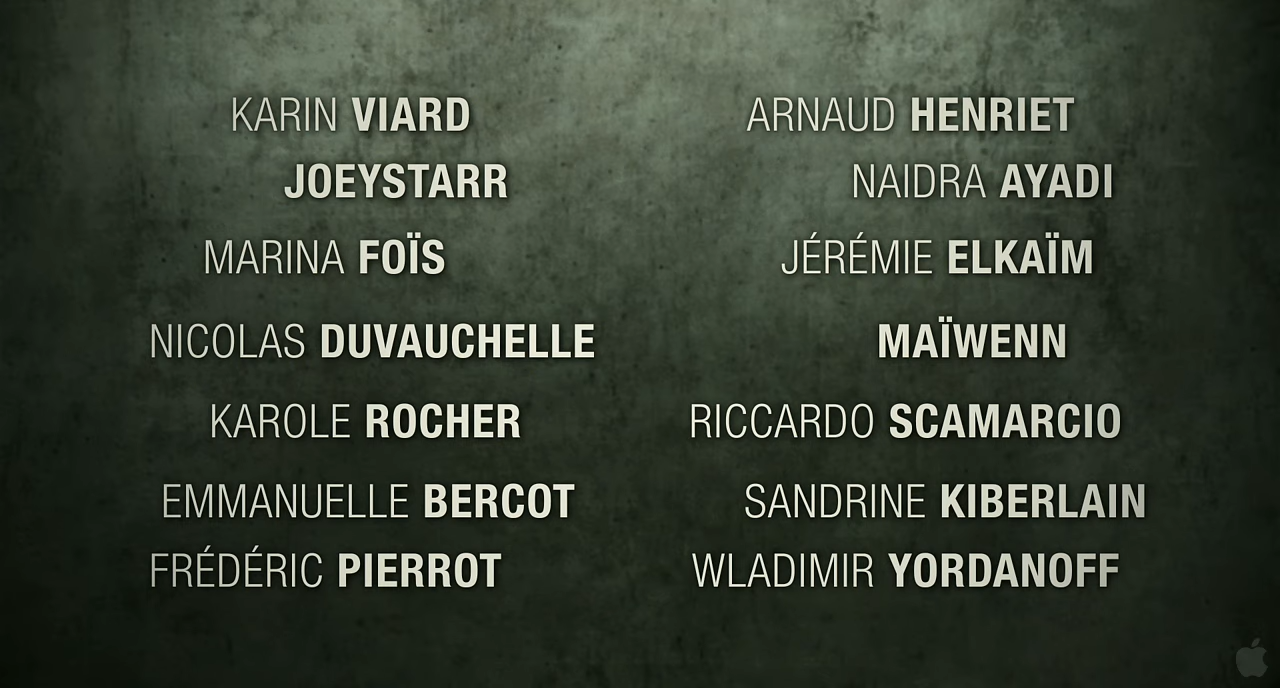 KARIN VIARD
JOEYSTARR
MARINA FOÏS
NICOLAS DUVAUCHELLE
KAROLE ROCHER
EMMANUELLE BERCOT
FRÉDÉRIC PIERROT
ARNAUD HENRIET
NAIDRA AYADI
JÉRÉMIE ELKAÏM
MAÏWENN
RICCARDO SCAMARCIO
SANDRINE KIBERLAIN
WLADIMIR YORDANOFF